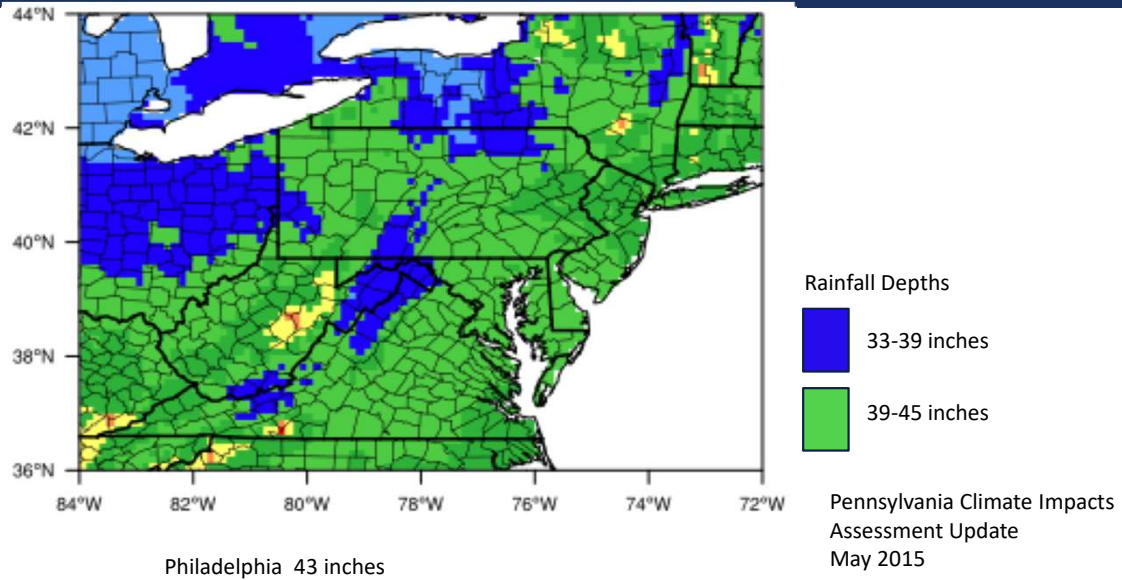 44°N
42°N
40°N
38°N
36°N
84°W 82°W 80°W 78°W 76°W 74°W 72°W
Rainfall Depths
33-39 inches
39-45 inches
Pennsylvania Climate Impacts
Assessment Update
May 2015
Philadelphia 43 inches